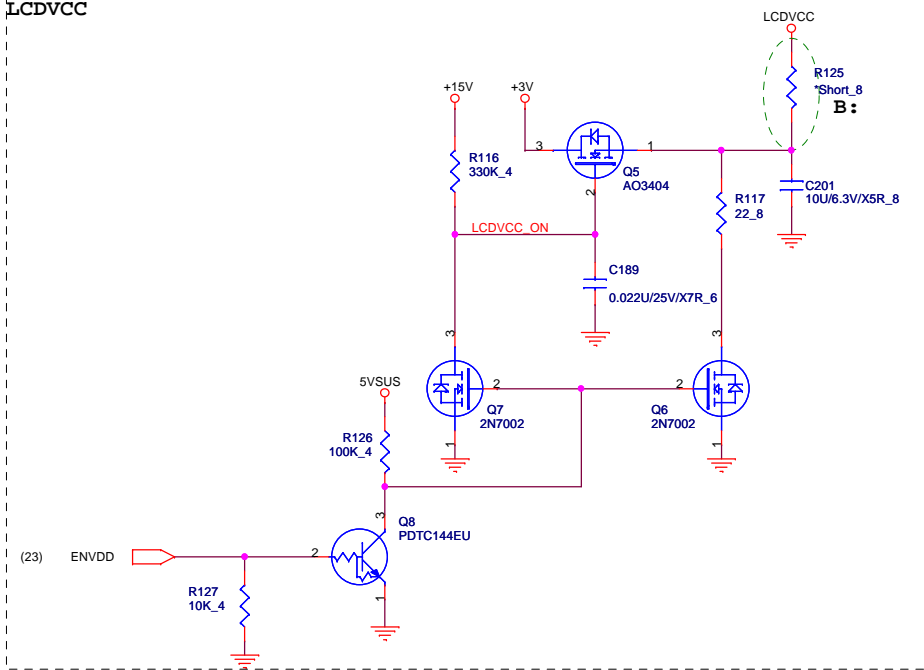 LCDVCC
LCDVCC
R125
*Short_8
B:
+15V
+3V
R116
330K_4
3
1
Q5
AO3404
2
R117
22_8
C201
10U/6.3V/X5R_8
LCDVCC_ON
C189
0.022U/25V/X7R_6
3
3
5VSUS
2
2
Q7
2N7002
Q6
2N7002
R126
100K_4
1
1
3
Q8
PDTC144EU
(23)
ENVDD
2
R127
10K_4
1